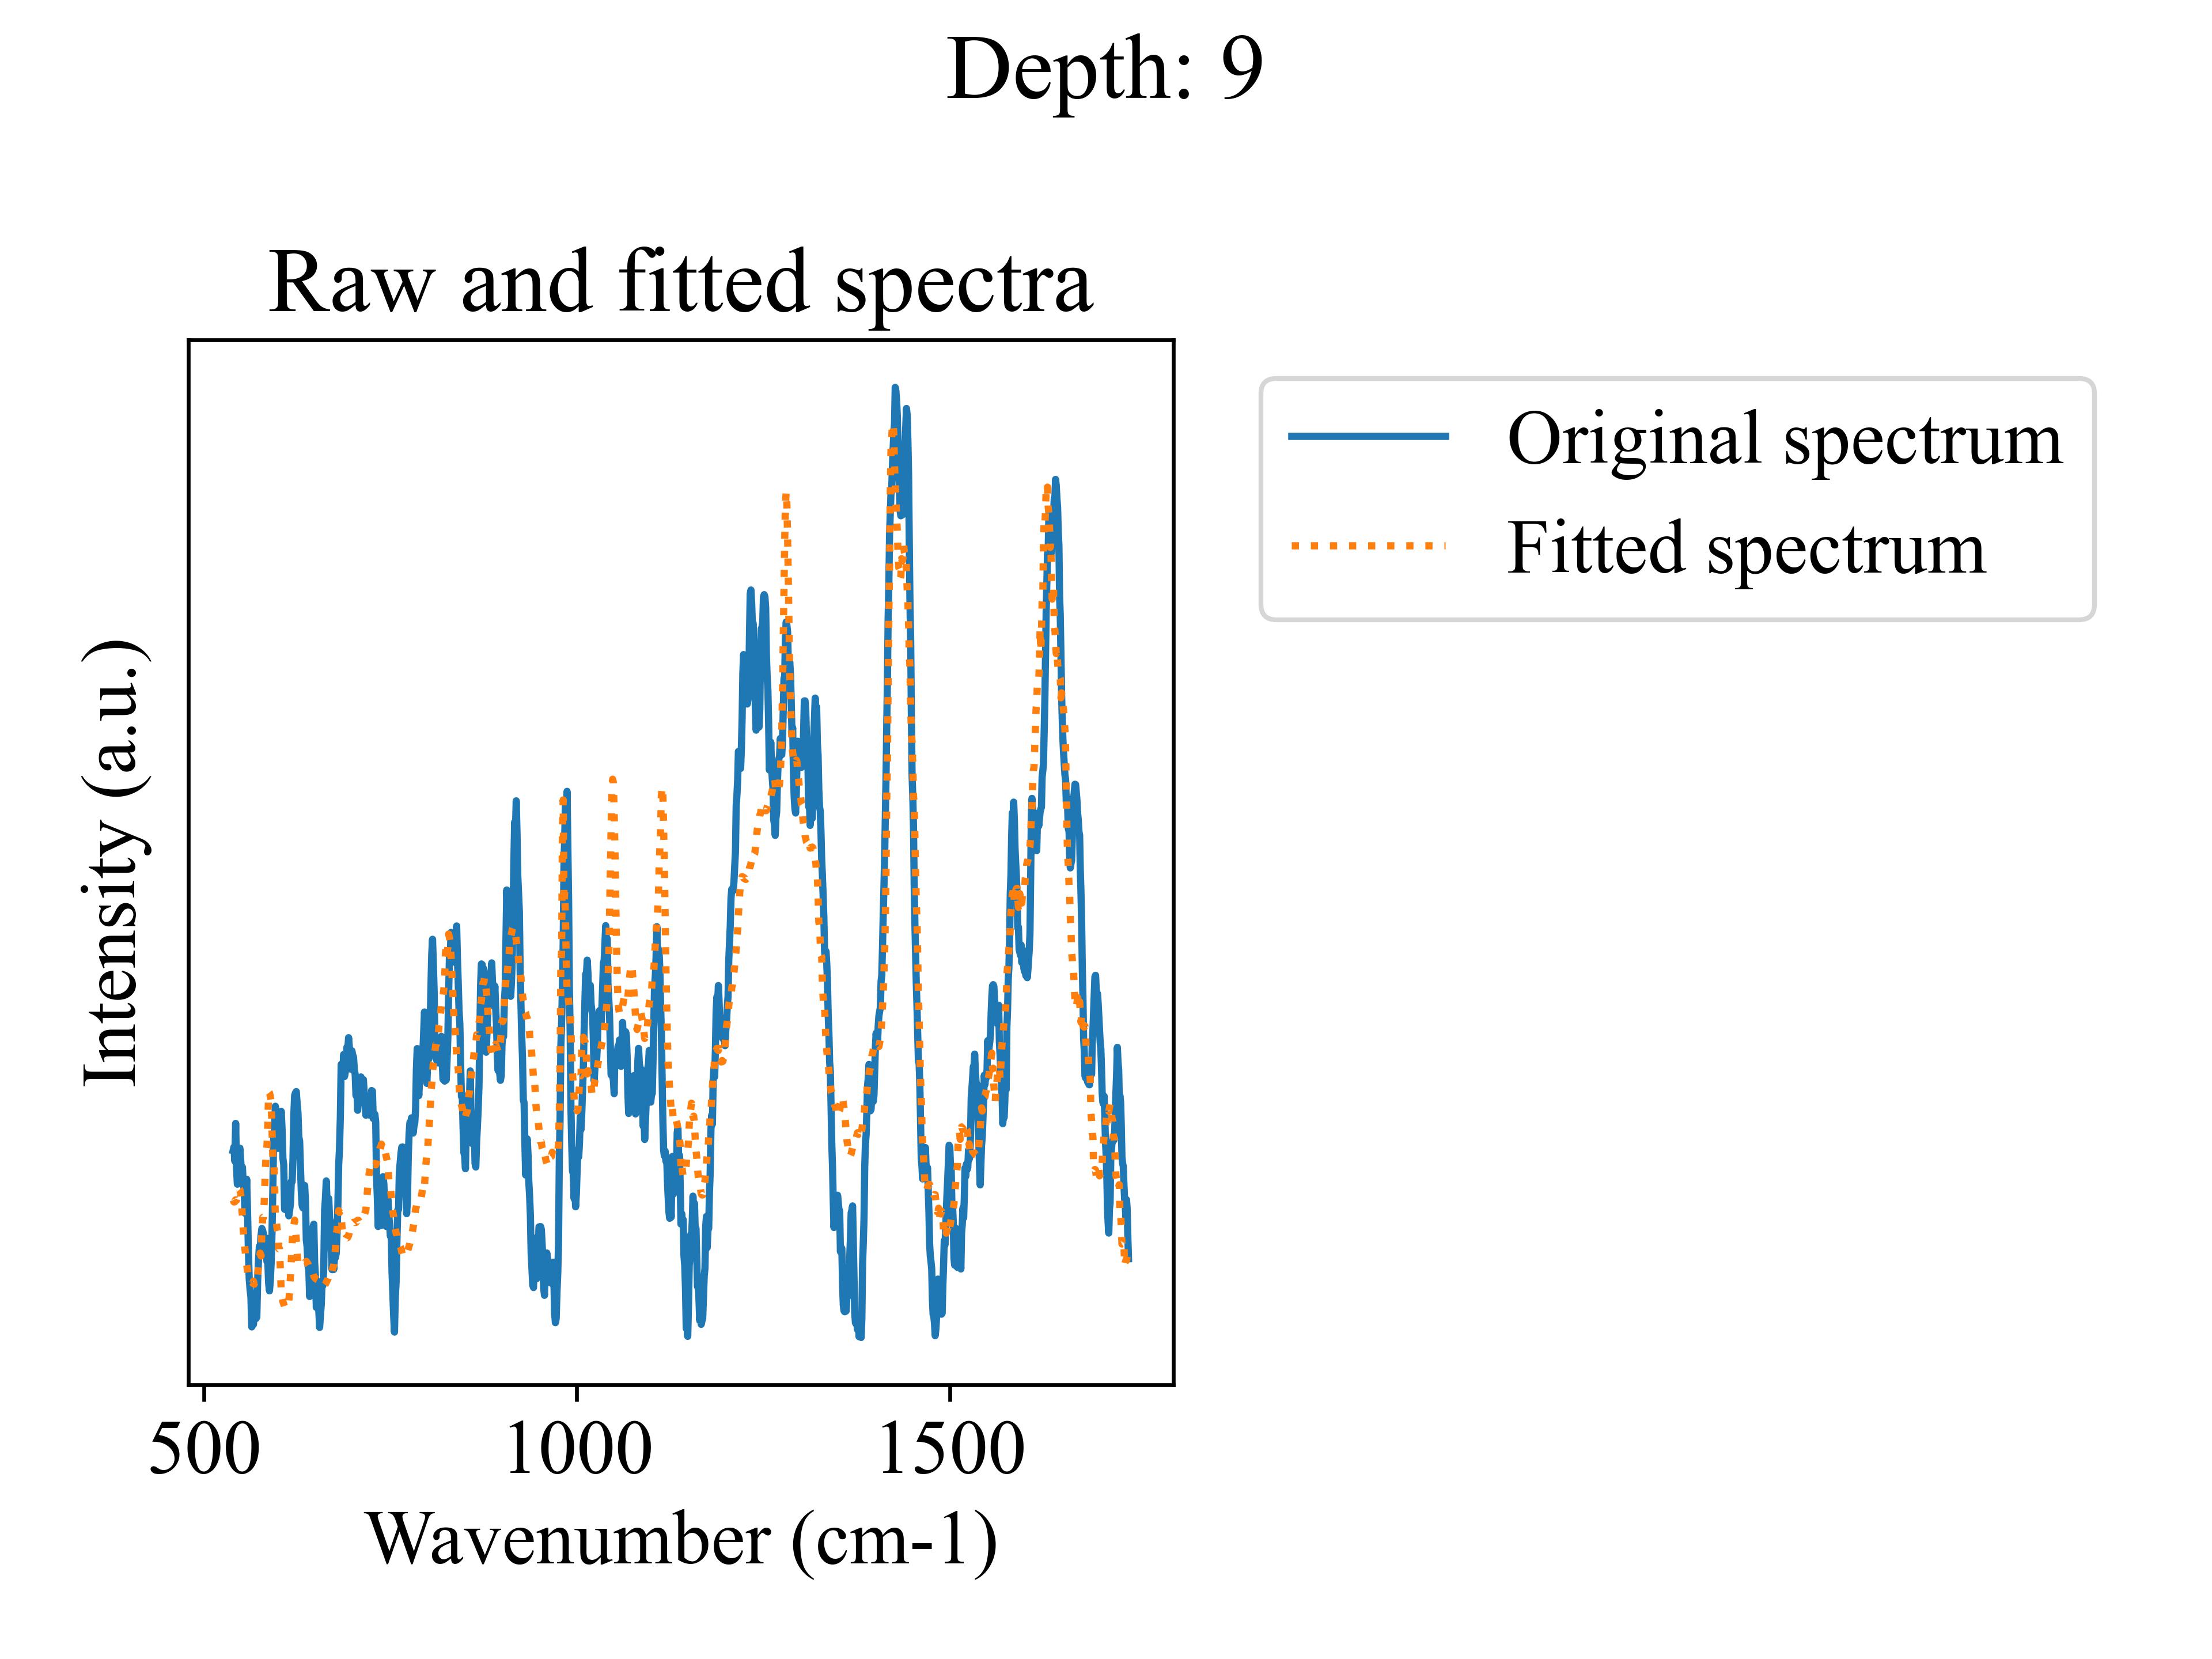 Depth: 9
Raw and fitted spectra
Original spectrum
Fitted spectrum
Intensity (a.u.)
500 1000 1500
Wavenumber (cm-1)